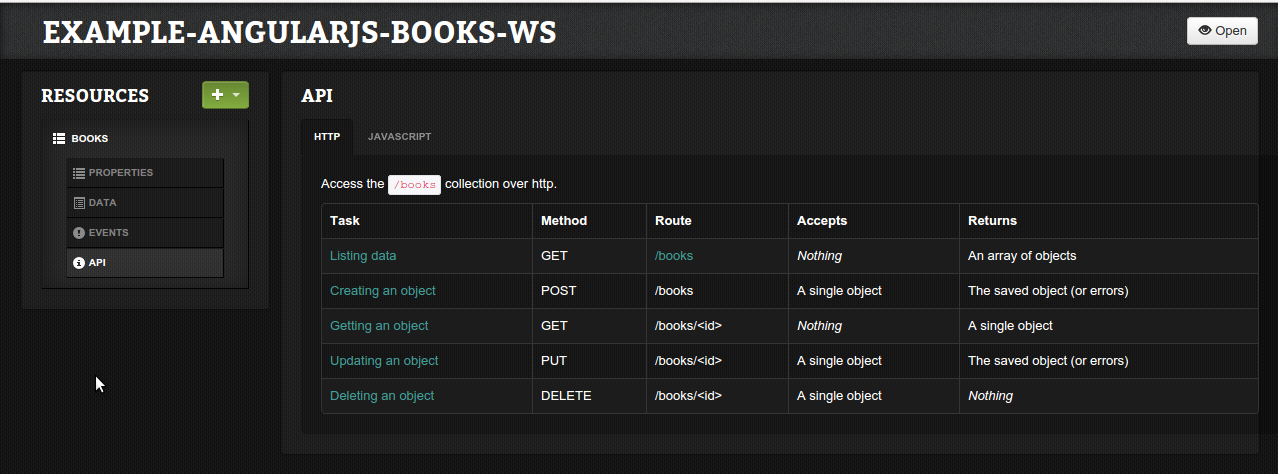 EXAMPLE-ANGULARJS-BOOKS-WS
Open
RESOURCES
BOOKS
PROPERTIES
DATA
EVENTS
API
API
HTTP JAVASCRIPT
Access the /books collection over http.
Task Method Route Accepts Returns
Listing data GET /books Nothing An array of objects
Creating an object POST /books A single object The saved object (or errors)
Getting an object GET /books/<id> Nothing A single object
Updating an object PUT /books/<id> A single object The saved object (or errors)
Deleting an object DELETE /books/<id> A single object Nothing